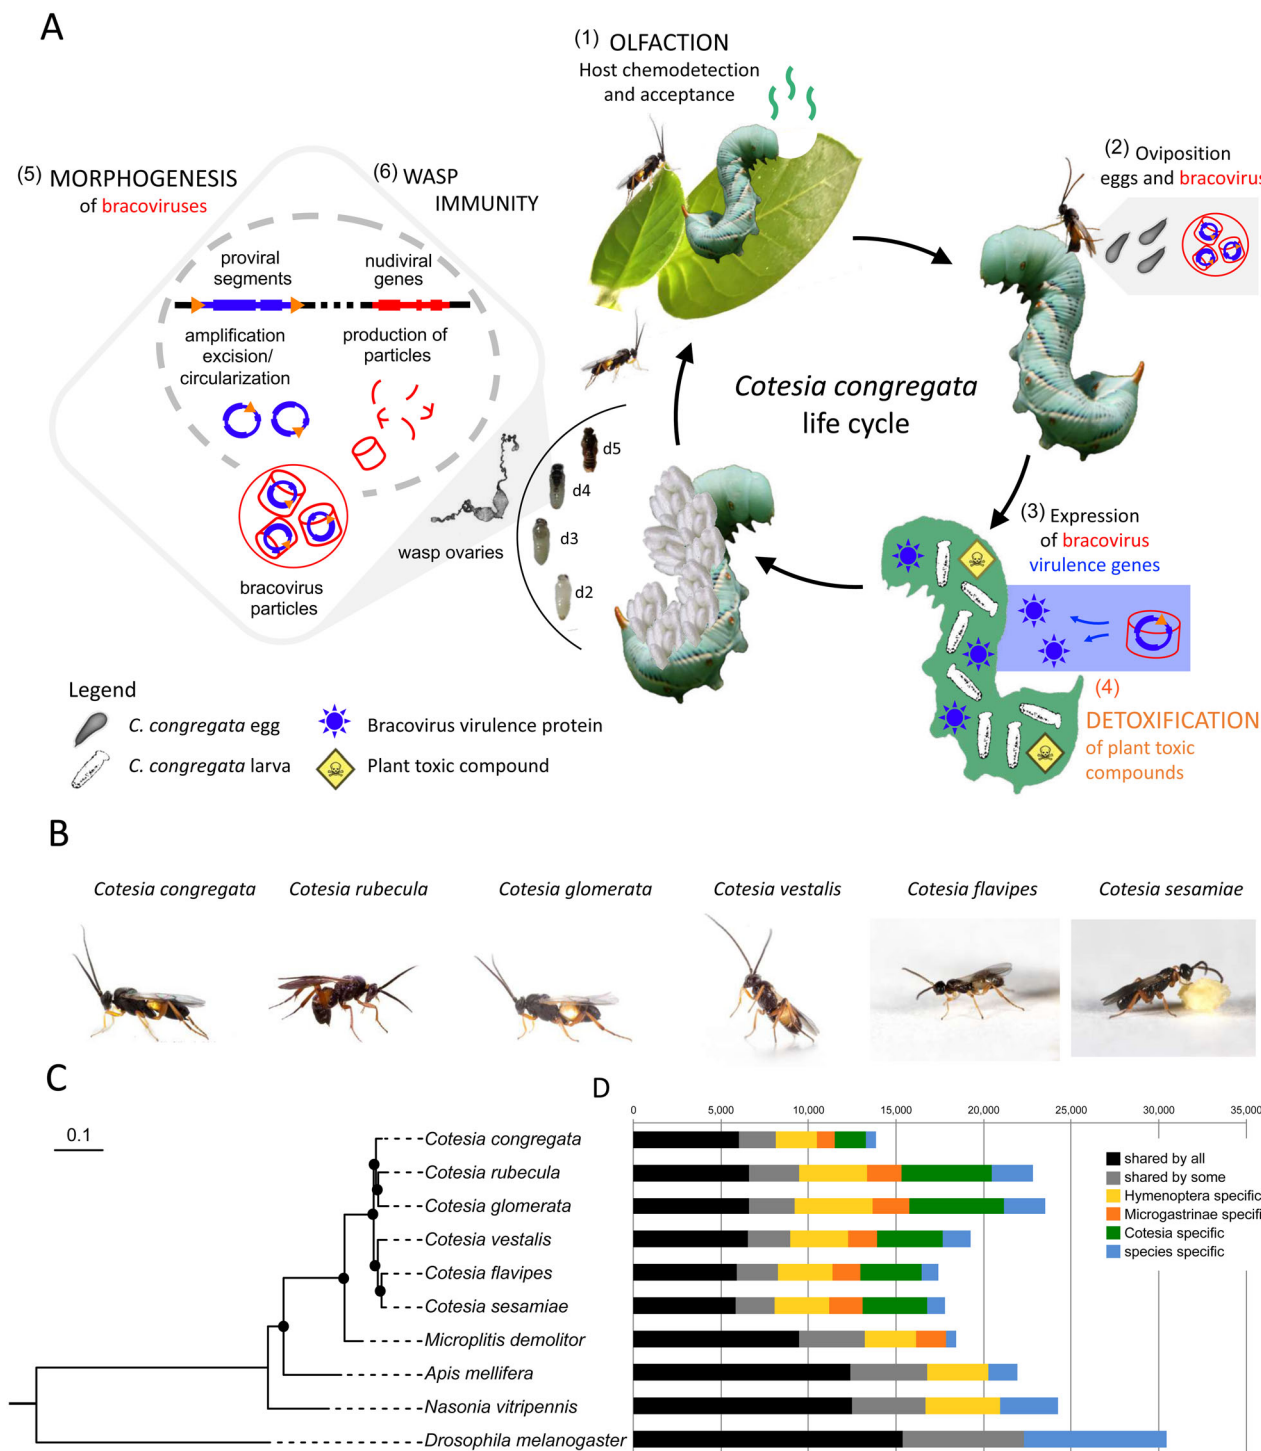 A
(1) OLFACTION
Host chemodetection
and acceptance
(2) Oviposition
eggs and bracovirus
(5) MORPHOGENESIS
of bracoviruses
(6) WASP
IMMUNITY
proviral
segments
nudiviral
genes
amplification
excision/
circularization
production of
particles
bracovirus
particles
wasp ovaries
d5
d4
d3
d2
Cotesia congregata
life cycle
(3) Expression
of bracovirus
virulence genes
(4)
DETOXIFICATION
of plant toxic
compounds
Legend
C. congregata egg
Bracovirus virulence protein
C. congregata larva
Plant toxic compound
B
Cotesia congregata
Cotesia rubecula
Cotesia glomerata
Cotesia vestalis
Cotesia flavipes
Cotesia sesamiae
C
0.1
Cotesia congregata
Cotesia rubecula
Cotesia glomerata
Cotesia vestalis
Cotesia flavipes
Cotesia sesamiae
Microplitis demolitor
Apis mellifera
Nasonia vitripennis
Drosophila melanogaster
D
0 5,000 10,000 15,000 20,000 25,000 30,000 35,000
shared by all
shared by some
Hymenoptera specific
Microgastrinae specifi
Cotesia specific
species specific